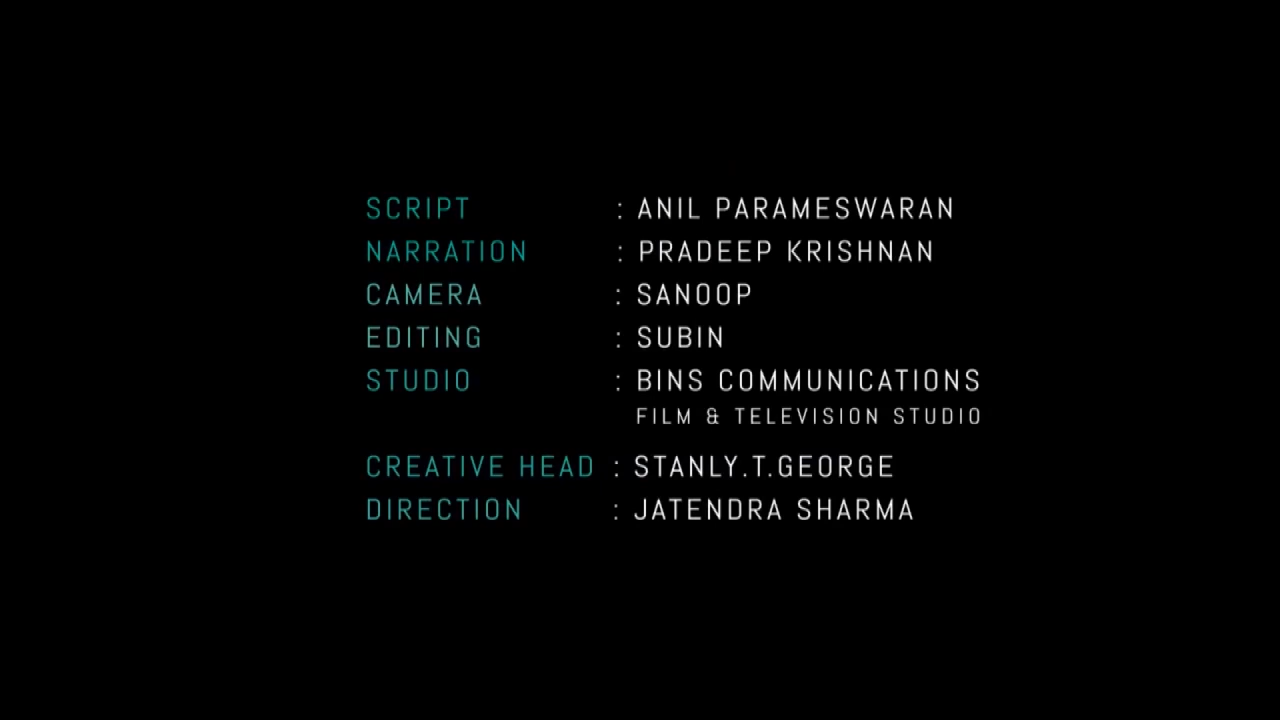 SCRIPT : ANIL PARAMESWARAN
NARRATION : PRADEEP KRISHNAN
CAMERA : SANOOP
EDITING : SUBIN
STUDIO : BINS COMMUNICATIONS
FILM & TELEVISION STUDIO
CREATIVE HEAD : STANLY.T.GEORGE
DIRECTION : JATENDRA SHARMA